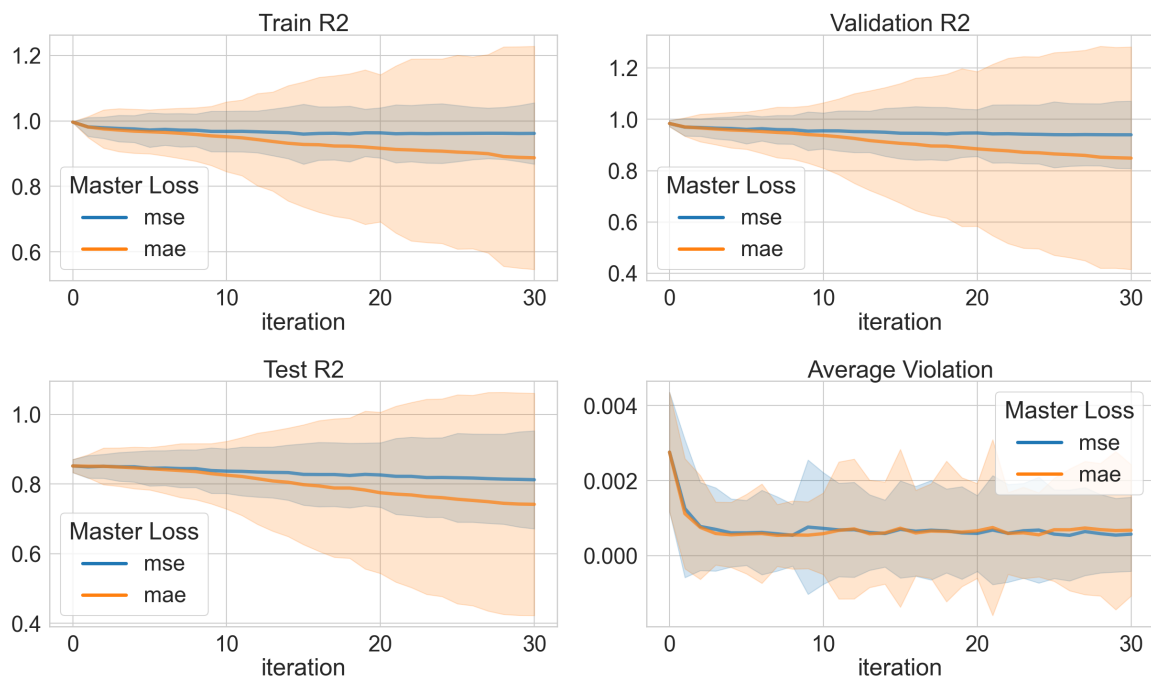 Train R2
1.2
1.0
0.8
0.6
Master Loss
mse
mae
0 10 20 30
iteration
Validation R2
1.2
1.0
0.8
0.6
0.4
Master Loss
mse
mae
0 10 20 30
iteration
Test R2
1.0
0.8
0.6
0.4
Master Loss
mse
mae
0 10 20 30
iteration
Average Violation
0.004
0.002
0.000
Master Loss
mse
mae
0 10 20 30
iteration